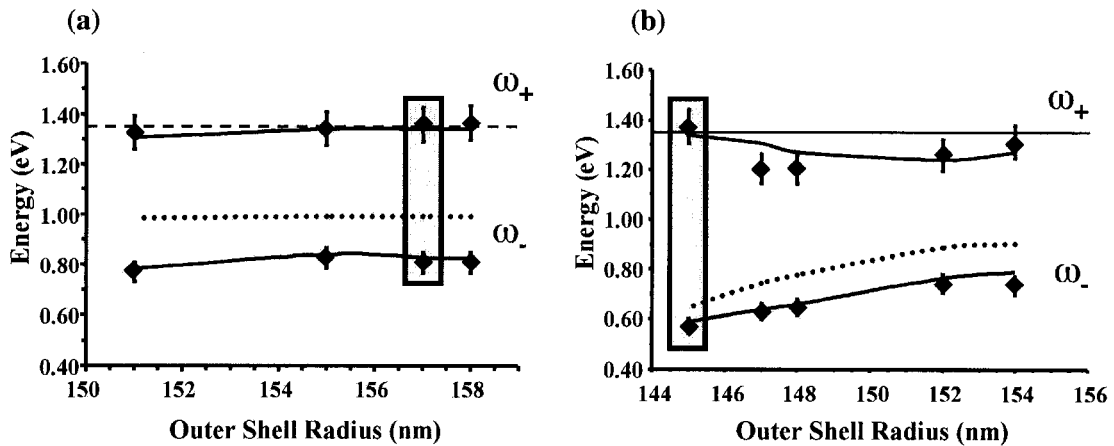 (a)
1.60
1.40
1.20
1.00
0.80
0.60
0.40
Energy (eV)
ω+
ω-
150 152 154 156 158
Outer Shell Radius (nm)
(b)
1.60
1.40
1.20
1.00
0.80
0.60
0.40
Energy (eV)
ω+
ω-
144 146 148 150 152 154 156
Outer Shell Radius (nm)